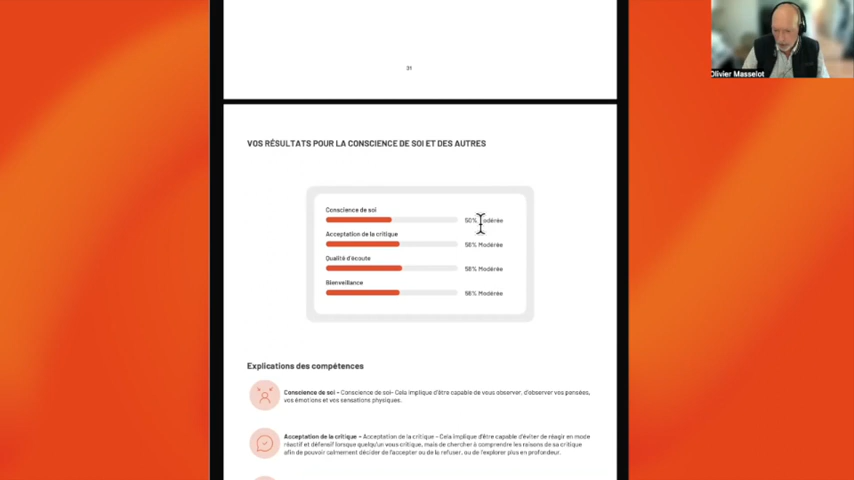 Olivier Masselot
31
VOS RÉSULTATS POUR LA CONSCIENCE DE SOI ET DES AUTRES
Conscience de soi
50% Modérée
Acceptation de la critique
56% Modérée
Qualité d'écoute
58% Modérée
Bienveillance
56% Modérée
Explications des compétences
Conscience de soi – Conscience de soi- Cela implique d'être capable de vous observer, d'observer vos pensées,
vos émotions et vos sensations physiques.
Acceptation de la critique – Acceptation de la critique – Cela implique d'être capable d'éviter de réagir en mode
réactif et défensif lorsque quelqu'un vous critique, mais de chercher à comprendre les raisons de sa critique
afin de pouvoir calmement décider de l'accepter ou de la refuser, ou de l'explorer plus en profondeur.